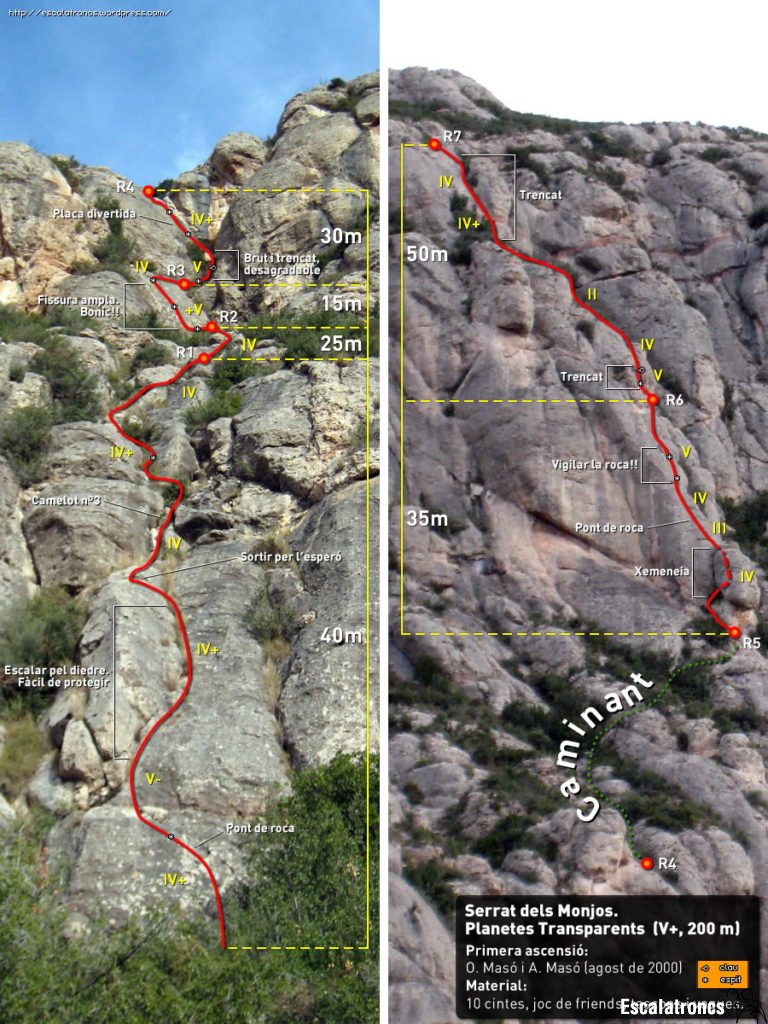 http://escalatroncs.wordpress.com/
R4
Placa divertida
IV+
30m
Brut i trencat,
desagradable
V
IV
R3
Fissura ampla.
Bonic!!
+V
15m
R2
25m
IV
R1
IV
IV+
Camelot nº3
IV
Sortir per l'esperó
IV+
40m
Escalar pel diedre.
Fàcil de protegir
V-
Pont de roca
IV+
R7
IV
Trencat
IV+
50m
II
IV
Trencat
V
R6
V
Vigilar la roca!!
IV
35m
Pont de roca
III
Xemeneia
IV
R5
Caminant
R4
Serrat dels Monjos.
Planetes Transparents (V+, 200 m)
Primera ascensió:
O. Masó i A. Masó (agost de 2000)
clau
espit
Material:
10 cintes, joc de friends,
Escalatroncs